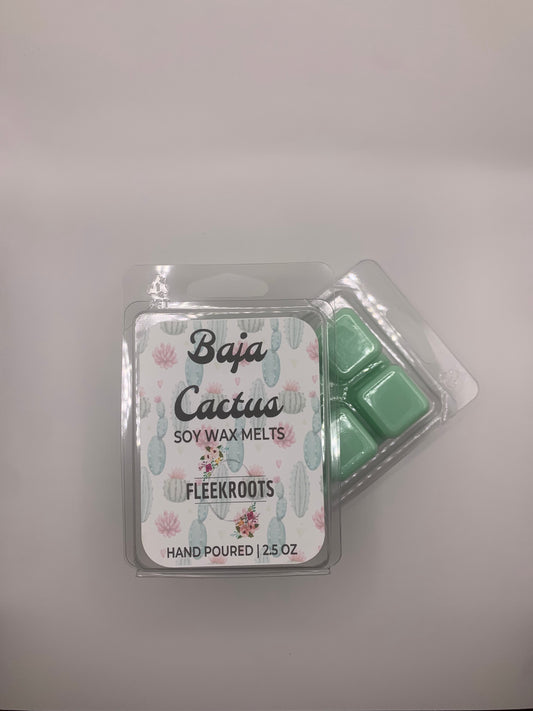 Baja
Cactus
SOY WAX MELTS
FLEEKROOTS
HAND POURED | 2.5 OZ